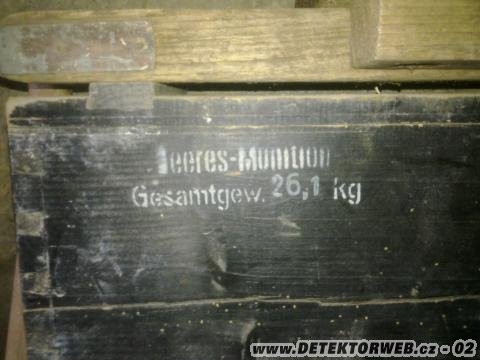 Heeres-Munition
Gesamtgew. 26,1 kg
www.DETEKTORWEB.cz - 02